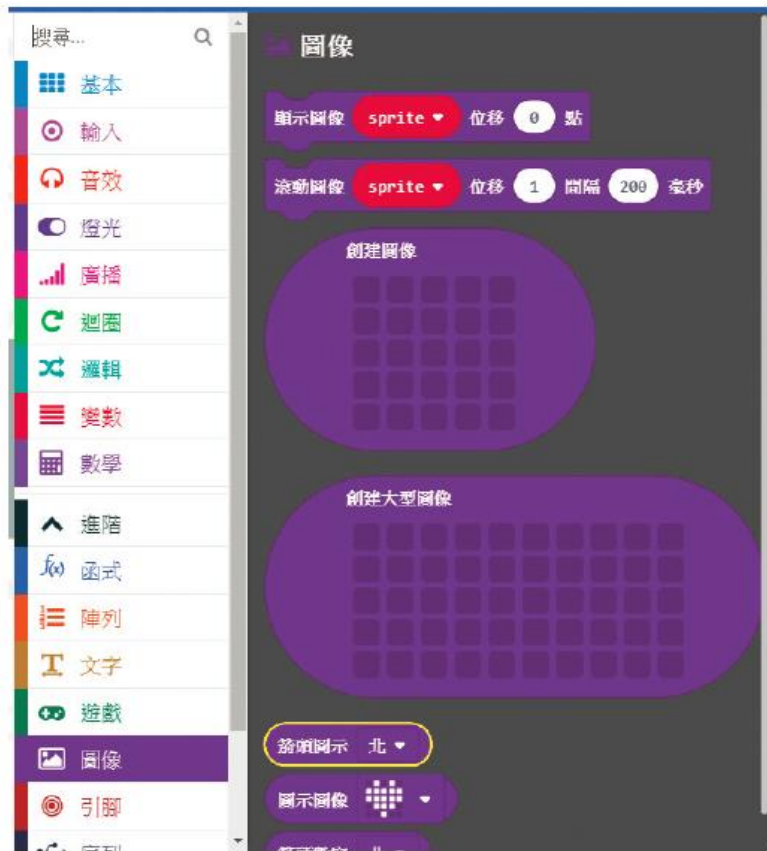 搜尋...
基本
輸入
音效
燈光
廣播
迴圈
邏輯
變數
數學
進階
f(x) 函式
陣列
文字
遊戲
圖像
引腳
序列
圖像
顯示圖像 sprite 位移 0 點
滾動圖像 sprite 位移 1 間隔 200 毫秒
創建圖像
創建大型圖像
箭頭圖示 北
圖示圖像